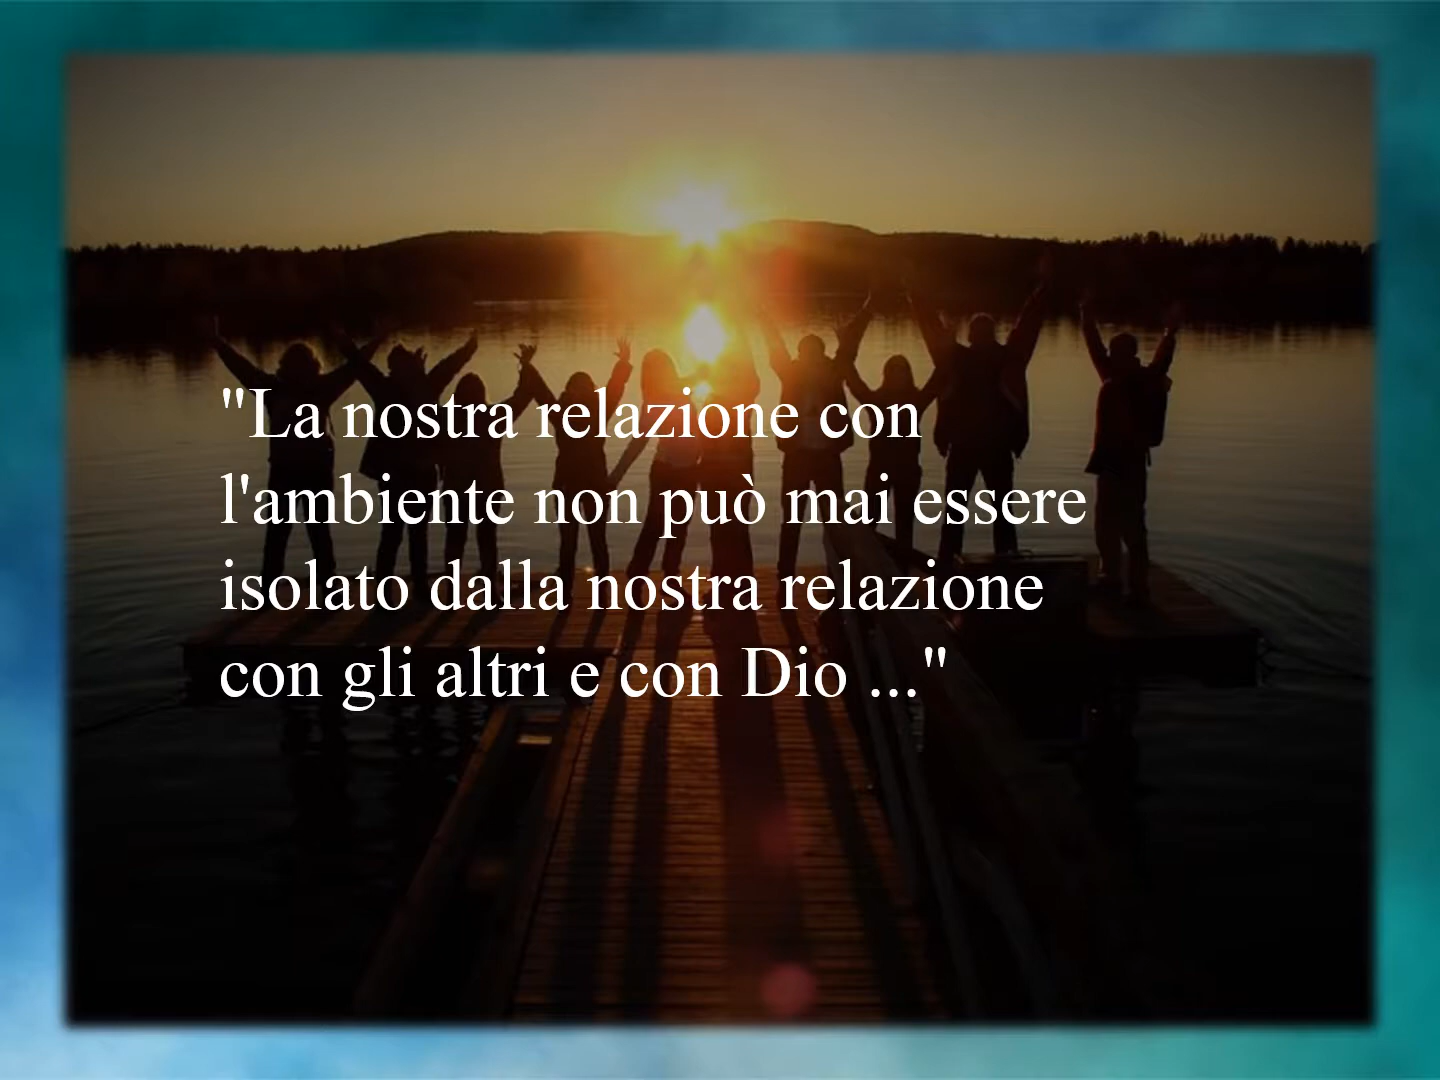 "La nostra relazione con
l'ambiente non può mai essere
isolato dalla nostra relazione
con gli altri e con Dio ..."